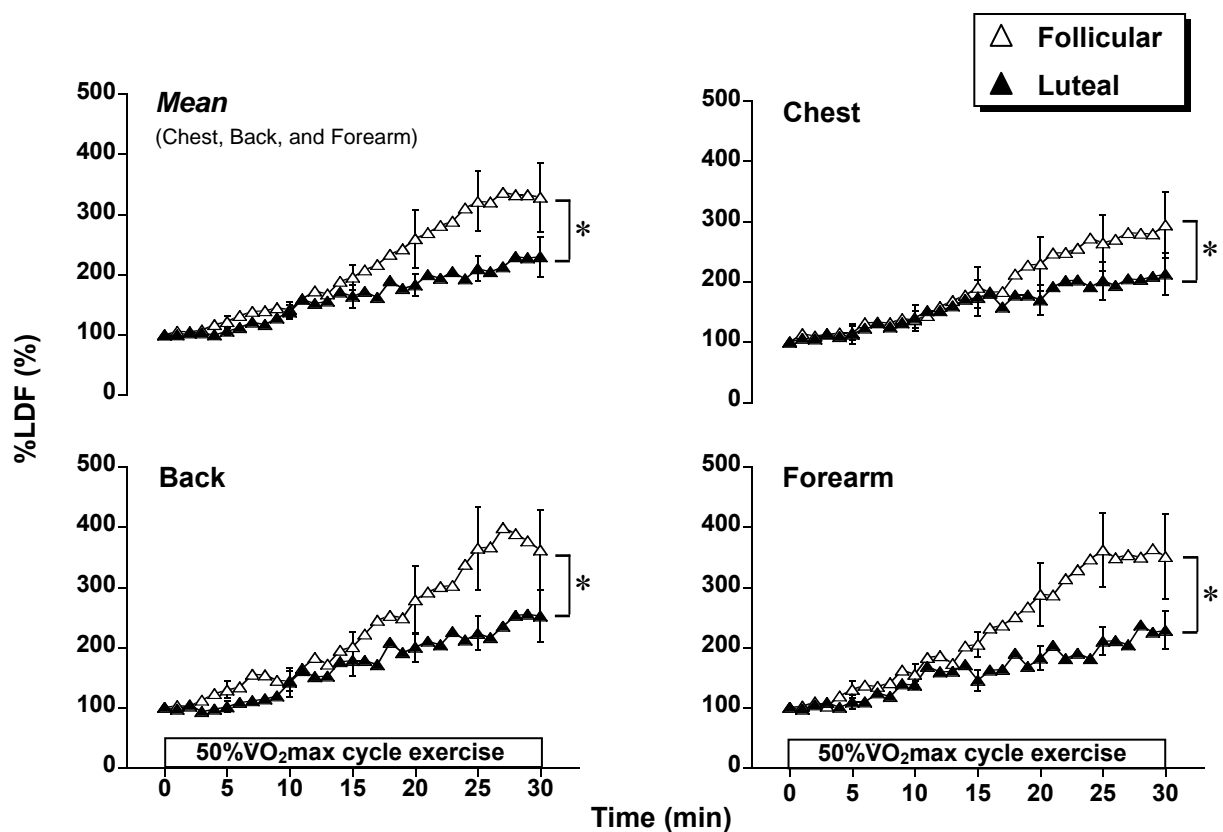 Follicular
Luteal
Mean
(Chest, Back, and Forearm)
500
400
300
200
100
0
*
Chest
500
400
300
200
100
0
*
%LDF (%)
Back
500
400
300
200
100
0
*
50%VO₂max cycle exercise
0 5 10 15 20 25 30
Forearm
500
400
300
200
100
0
*
50%VO₂max cycle exercise
0 5 10 15 20 25 30
Time (min)